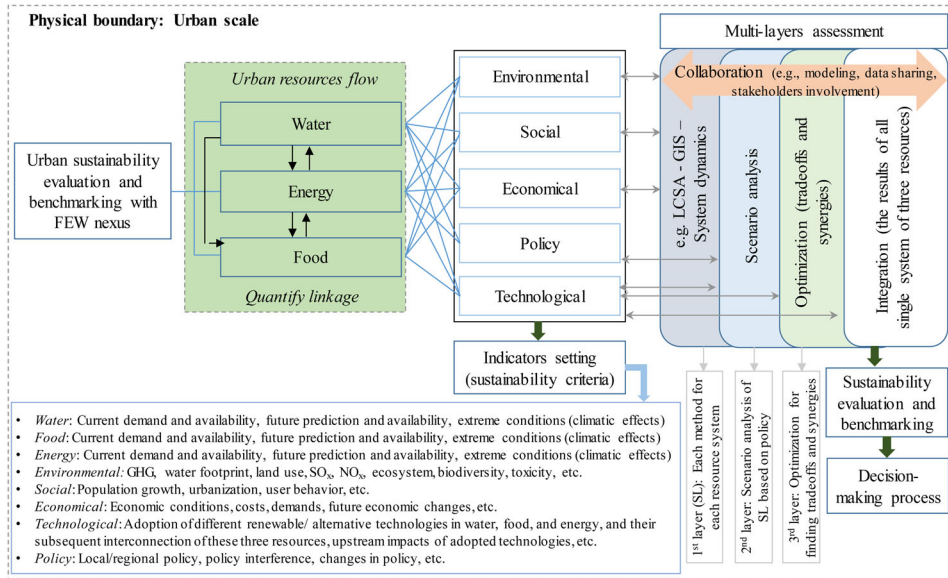 Physical boundary: Urban scale
Multi-layers assessment
Urban resources flow
Water
Energy
Food
Quantify linkage
Urban sustainability
evaluation and
benchmarking with
FEW nexus
Environmental
Social
Economical
Policy
Technological
Collaboration (e.g., modeling, data sharing,
stakeholders involvement)
e.g. LCSA - GIS –
System dynamics
Scenario analysis
Optimization (tradeoffs and
synergies)
Integration (the results of all
single system of three resources)
Indicators setting
(sustainability criteria)
1st layer (SL): Each method for
each resource system
2nd layer: Scenario analysis of
SL based on policy
3rd layer: Optimization for
finding tradeoffs and synergies
Sustainability
evaluation and
benchmarking
Decision-
making process
• Water: Current demand and availability, future prediction and availability, extreme conditions (climatic effects)
• Food: Current demand and availability, future prediction and availability, extreme conditions (climatic effects)
• Energy: Current demand and availability, future prediction and availability, extreme conditions (climatic effects)
• Environmental: GHG, water footprint, land use, SOx, NOx, ecosystem, biodiversity, toxicity, etc.
• Social: Population growth, urbanization, user behavior, etc.
• Economical: Economic conditions, costs, demands, future economic changes, etc.
• Technological: Adoption of different renewable/ alternative technologies in water, food, and energy, and their
subsequent interconnection of these three resources, upstream impacts of adopted technologies, etc.
• Policy: Local/regional policy, policy interference, changes in policy, etc.